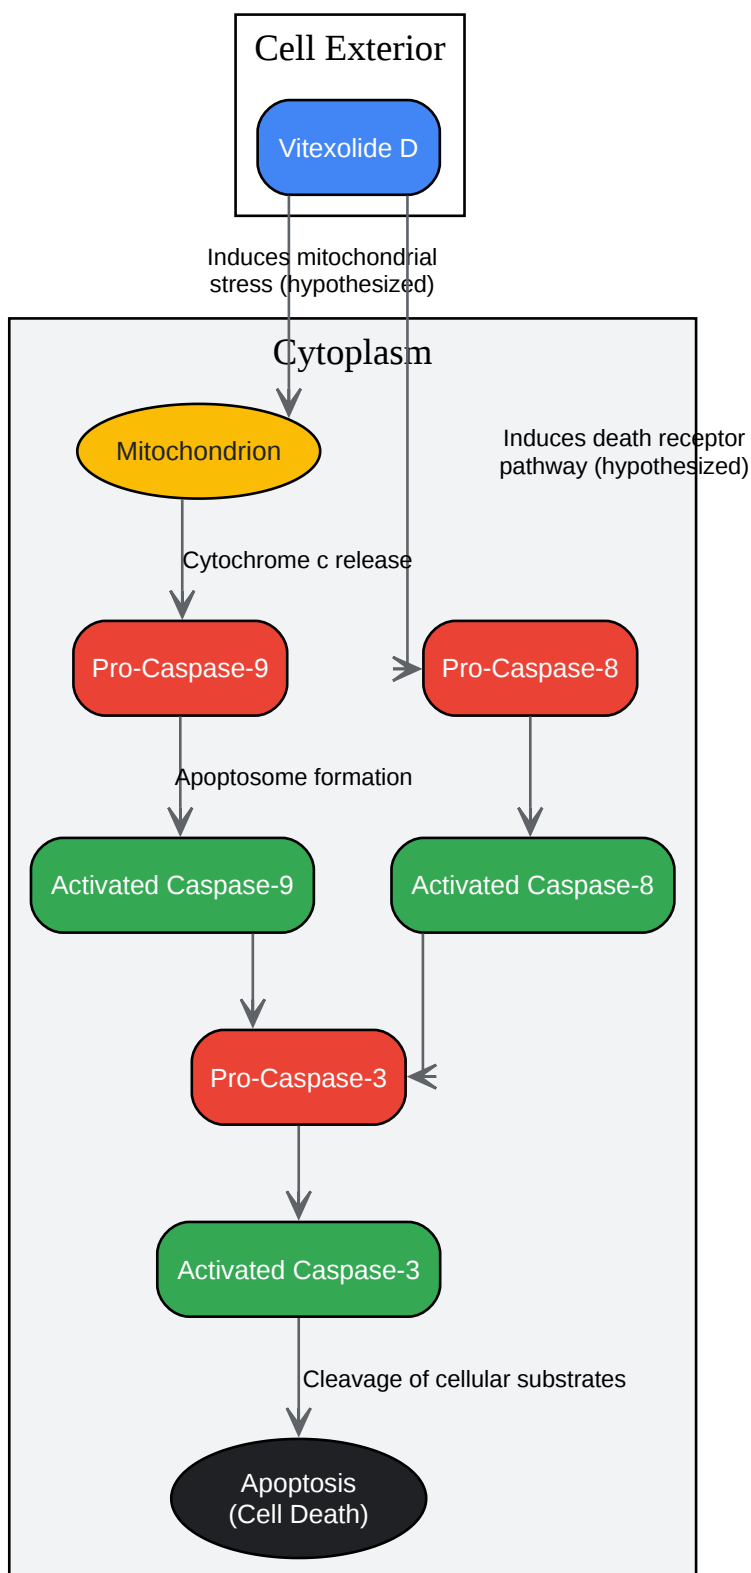 Cell Exterior
Vitexolide D
Induces mitochondrial
stress (hypothesized)
Cytoplasm
Mitochondrion
Induces death receptor
pathway (hypothesized)
Cytochrome c release
Pro-Caspase-9
Pro-Caspase-8
Apoptosome formation
Activated Caspase-9
Activated Caspase-8
Pro-Caspase-3
Activated Caspase-3
Cleavage of cellular substrates
Apoptosis
(Cell Death)